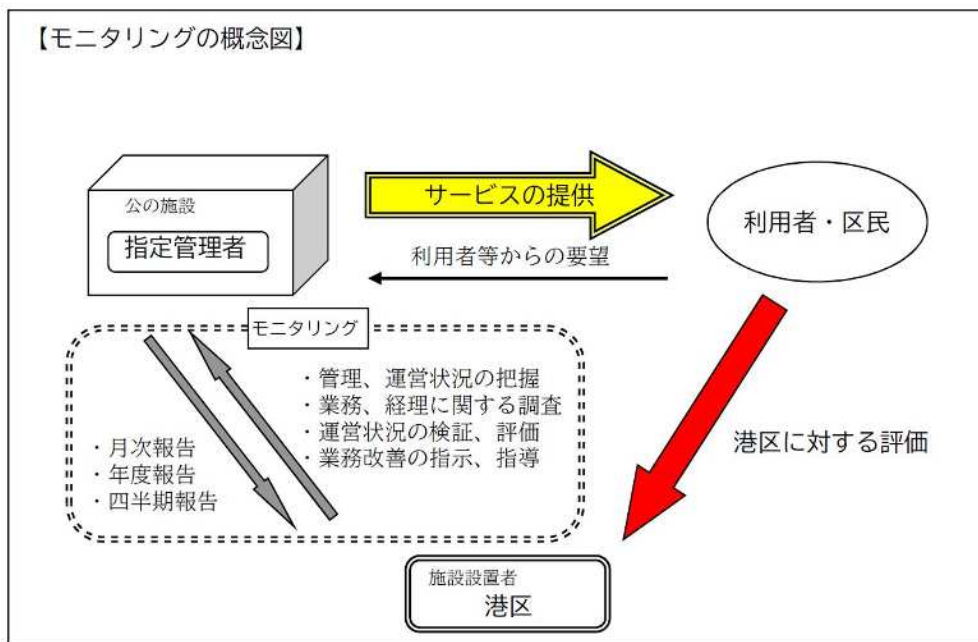 【モニタリングの概念図】
公の施設
指定管理者
サービスの提供
利用者等からの要望
利用者・区民
モニタリング
・管理、運営状況の把握
・業務、経理に関する調査
・運営状況の検証、評価
・業務改善の指示、指導
・月次報告
・年度報告
・四半期報告
港区に対する評価
施設設置者
港区